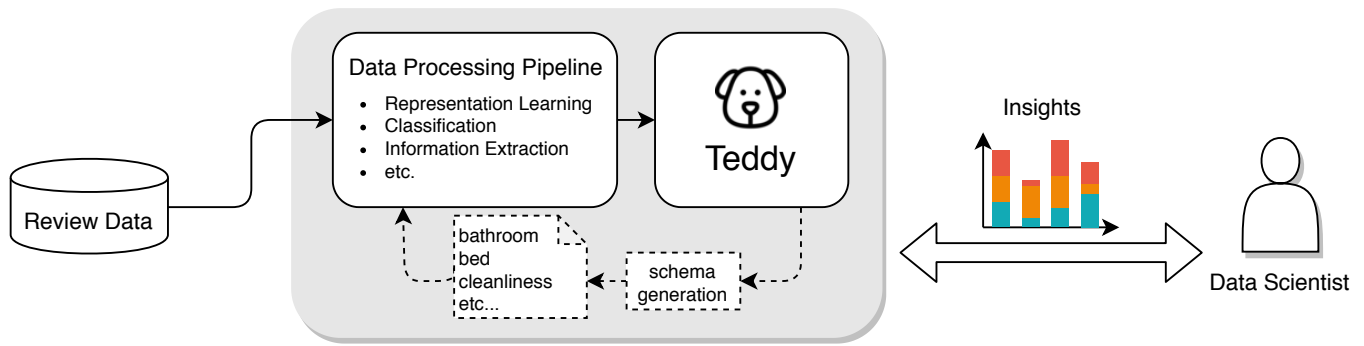 Review Data
Data Processing Pipeline
• Representation Learning
• Classification
• Information Extraction
• etc.
Teddy
bathroom
bed
cleanliness
etc...
schema
generation
Insights
Data Scientist